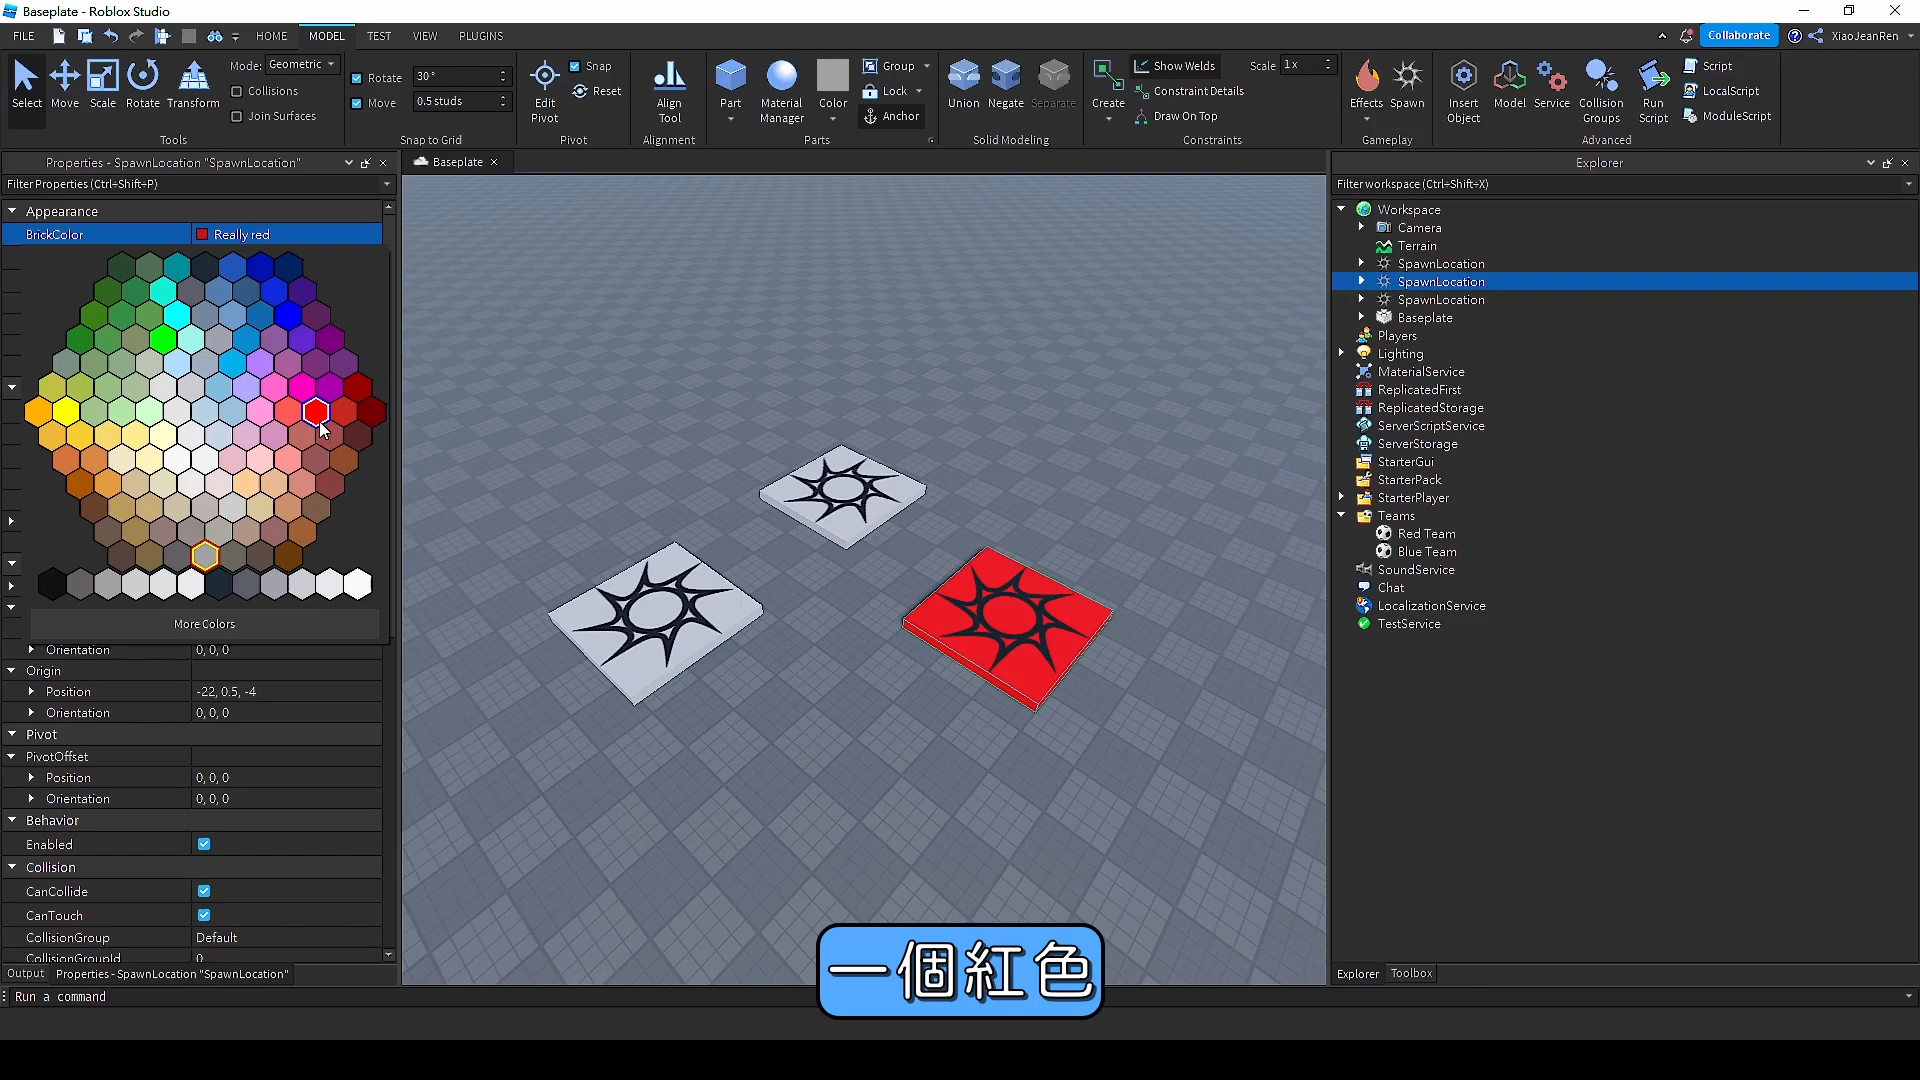 Baseplate - Roblox Studio
FILE
HOME
MODEL
TEST
VIEW
PLUGINS
Collaborate
XiaoJeanRen
Select
Move
Scale
Rotate
Transform
Mode: Geometric
Collisions
Join Surfaces
Tools
Rotate 30°
Move 0.5 studs
Snap to Grid
Edit Pivot
Snap
Reset
Pivot
Align Tool
Alignment
Part
Material Manager
Color
Group
Lock
Anchor
Parts
Union
Negate
Separate
Solid Modeling
Create
Show Welds
Constraint Details
Draw On Top
Scale 1x
Constraints
Effects
Spawn
Gameplay
Insert Object
Model
Service
Collision Groups
Run Script
Script
LocalScript
ModuleScript
Advanced
Properties - SpawnLocation "SpawnLocation"
Filter Properties (Ctrl+Shift+P)
Appearance
BrickColor Really red
More Colors
Orientation 0, 0, 0
Origin
Position -22, 0.5, -4
Orientation 0, 0, 0
Pivot
PivotOffset
Position 0, 0, 0
Orientation 0, 0, 0
Behavior
Enabled
Collision
CanCollide
CanTouch
CollisionGroup Default
CollisionGroupId 0
Output
Properties - SpawnLocation "SpawnLocation"
Run a command
Baseplate
一個紅色
Explorer
Filter workspace (Ctrl+Shift+X)
Workspace
Camera
Terrain
SpawnLocation
SpawnLocation
SpawnLocation
Baseplate
Players
Lighting
MaterialService
ReplicatedFirst
ReplicatedStorage
ServerScriptService
ServerStorage
StarterGui
StarterPack
StarterPlayer
Teams
Red Team
Blue Team
SoundService
Chat
LocalizationService
TestService
Explorer
Toolbox